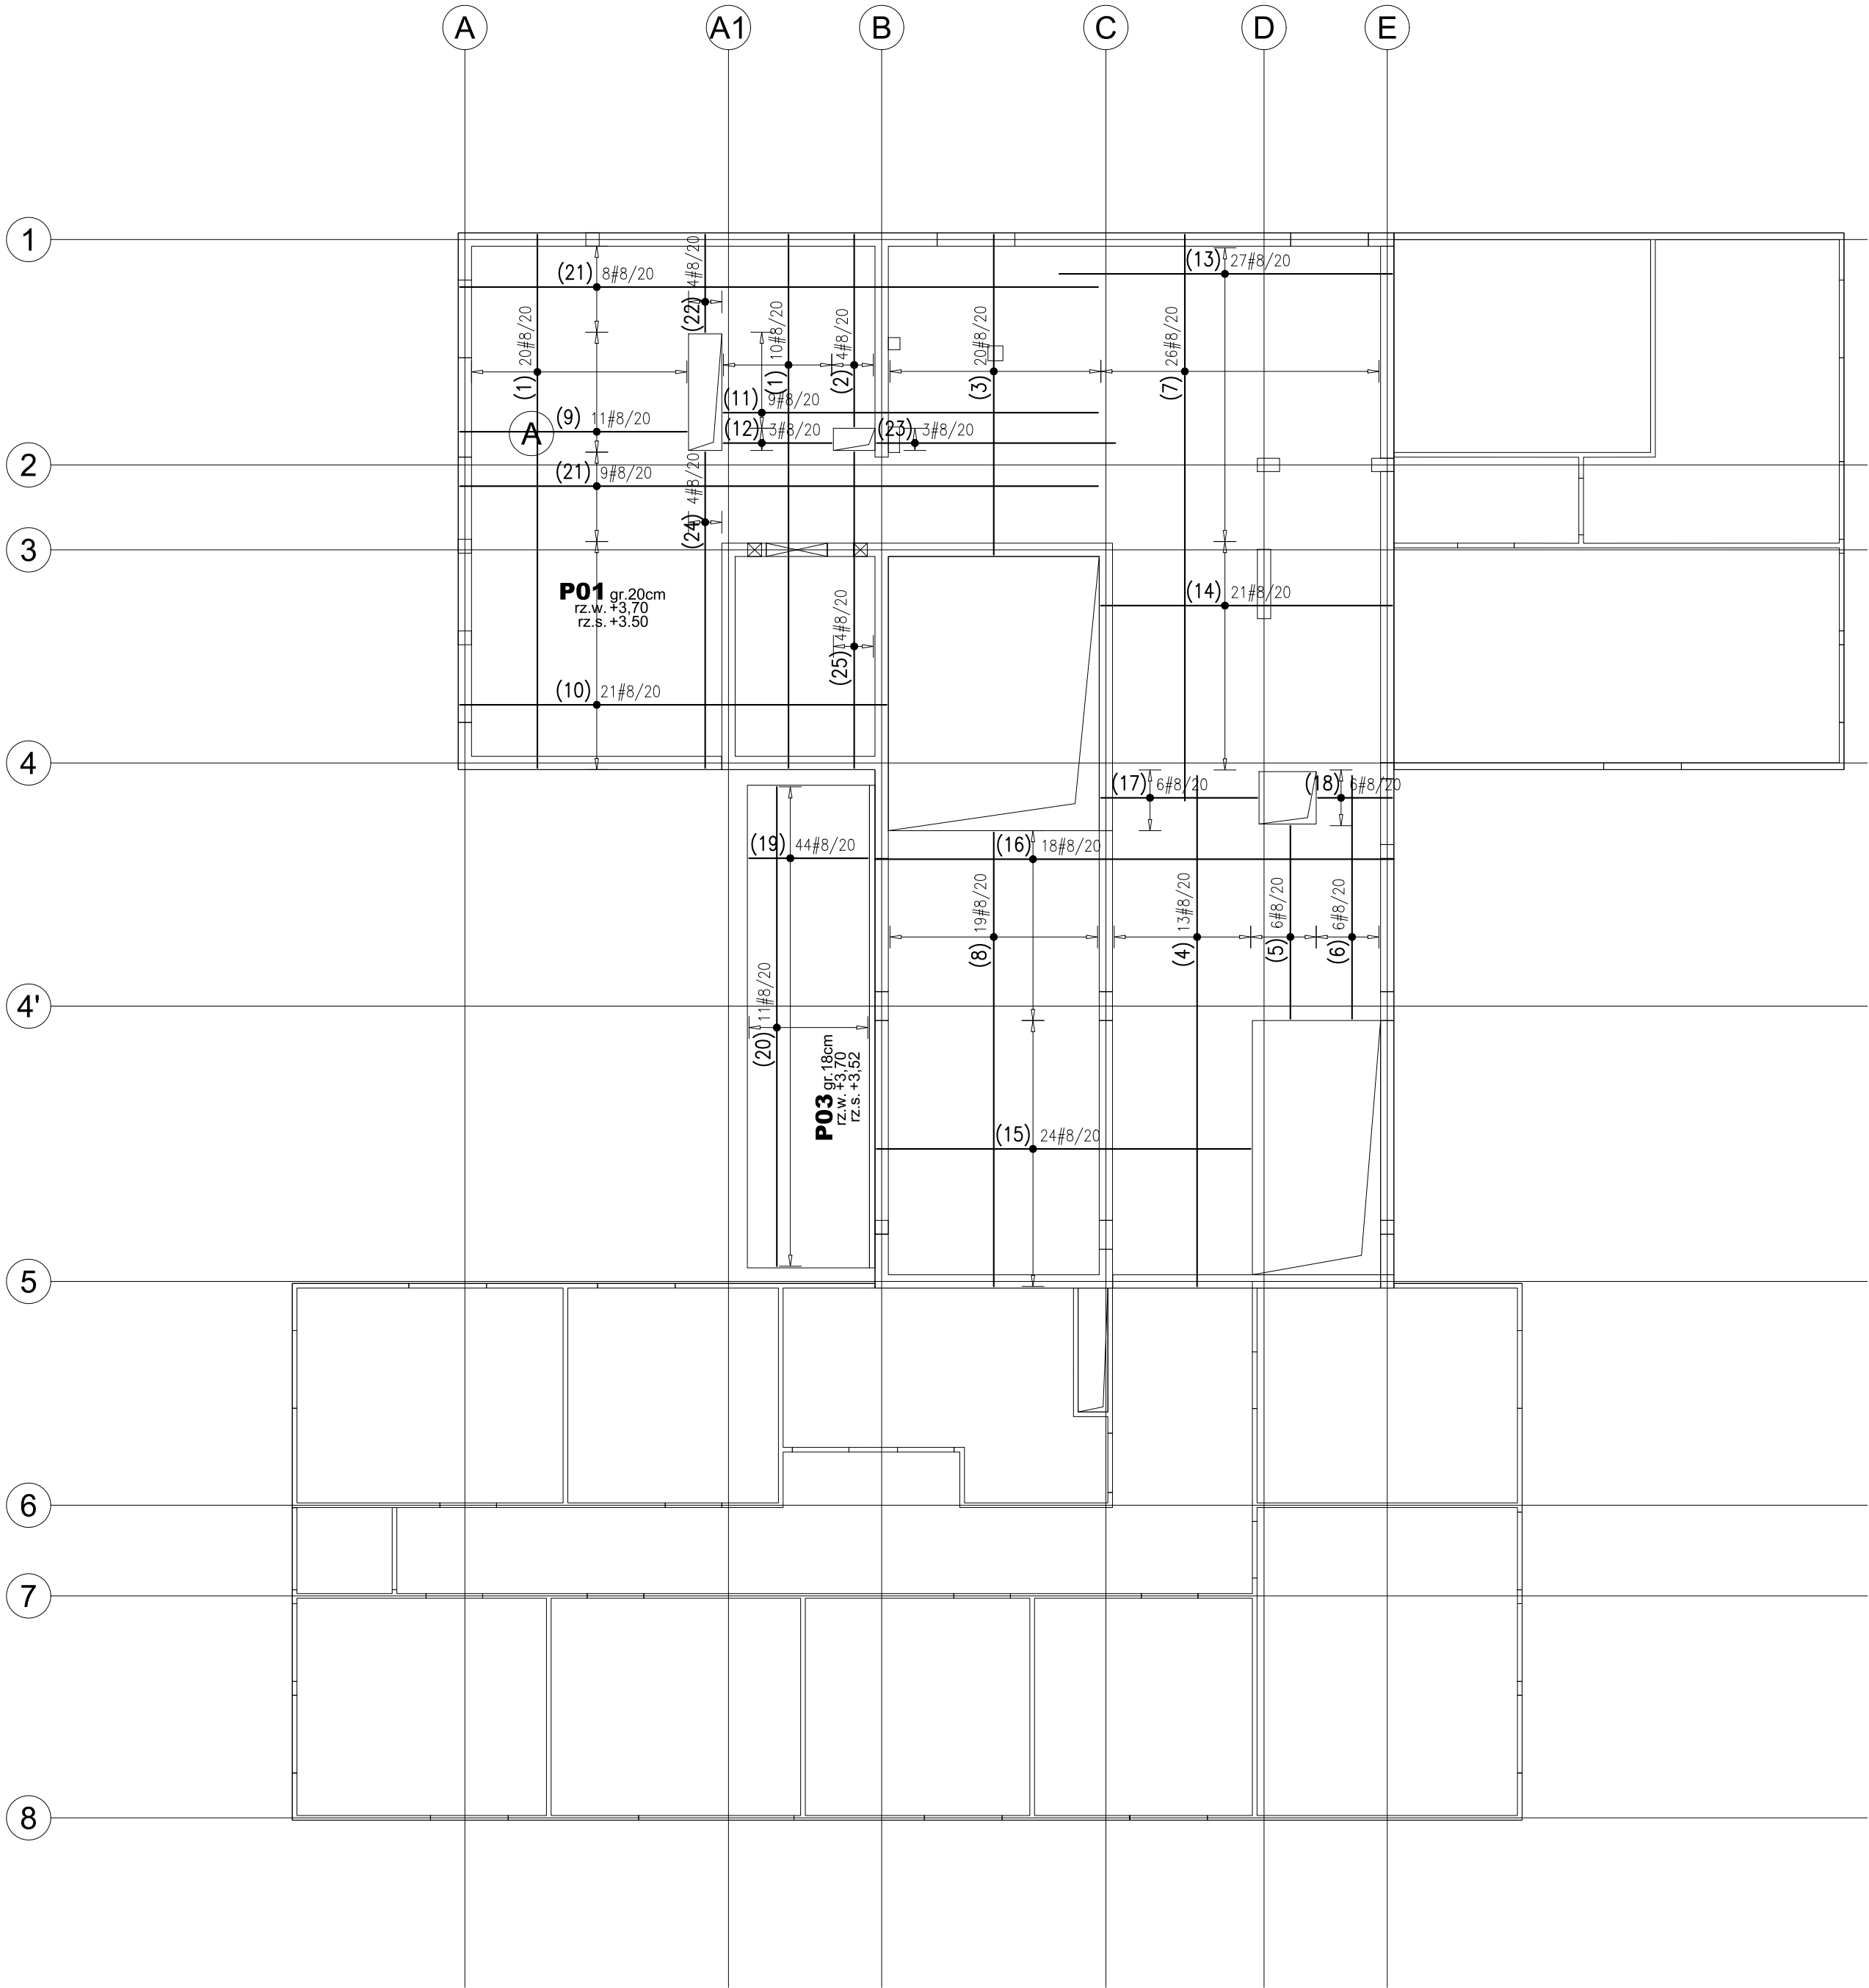 A
A1
B
C
D
E
1
2
3
4
4'
5
6
7
8
(21) 8#8/20
(22) 4#8/20
(13) 27#8/20
(1) 20#8/20
(1) 10#8/20
(2) 4#8/20
(3) 20#8/20
(7) 26#8/20
(11) 9#8/20
(9) 11#8/20
A
(12) 3#8/20
(23) 3#8/20
(21) 9#8/20
(24) 4#8/20
P01 gr.20cm
rz.w. +3,70
rz.s. +3.50
(14) 21#8/20
(25) 4#8/20
(10) 21#8/20
(17) 6#8/20
(18) 6#8/20
(19) 44#8/20
(16) 18#8/20
(8) 19#8/20
(4) 13#8/20
(5) 6#8/20
(6) 6#8/20
(20) 11#8/20
P03 gr.18cm
rz.w. +3,70
rz.s. +3,52
(15) 24#8/20